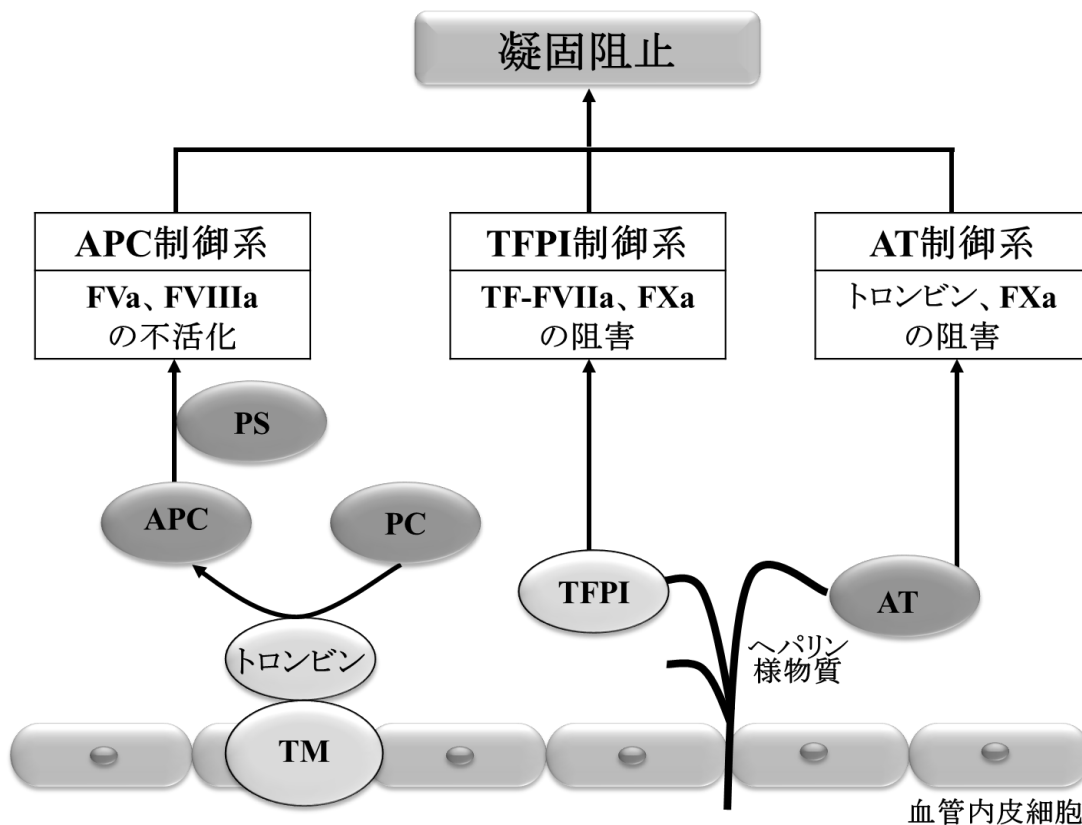 凝固阻止
APC制御系
FVa、FVIIIa
の不活化
TFPI制御系
TF-FVIIa、FXa
の阻害
AT制御系
トロンビン、FXa
の阻害
PS
APC
PC
TFPI
AT
トロンビン
ヘパリン
様物質
TM
血管内皮細胞